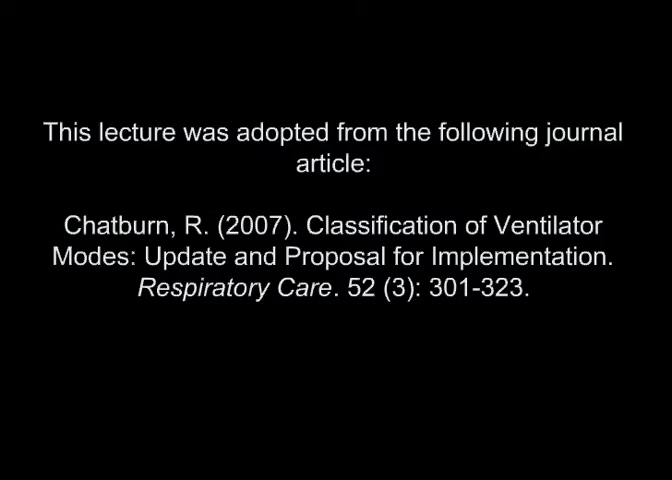 This lecture was adopted from the following journal
article:
Chatburn, R. (2007). Classification of Ventilator
Modes: Update and Proposal for Implementation.
Respiratory Care. 52 (3): 301-323.